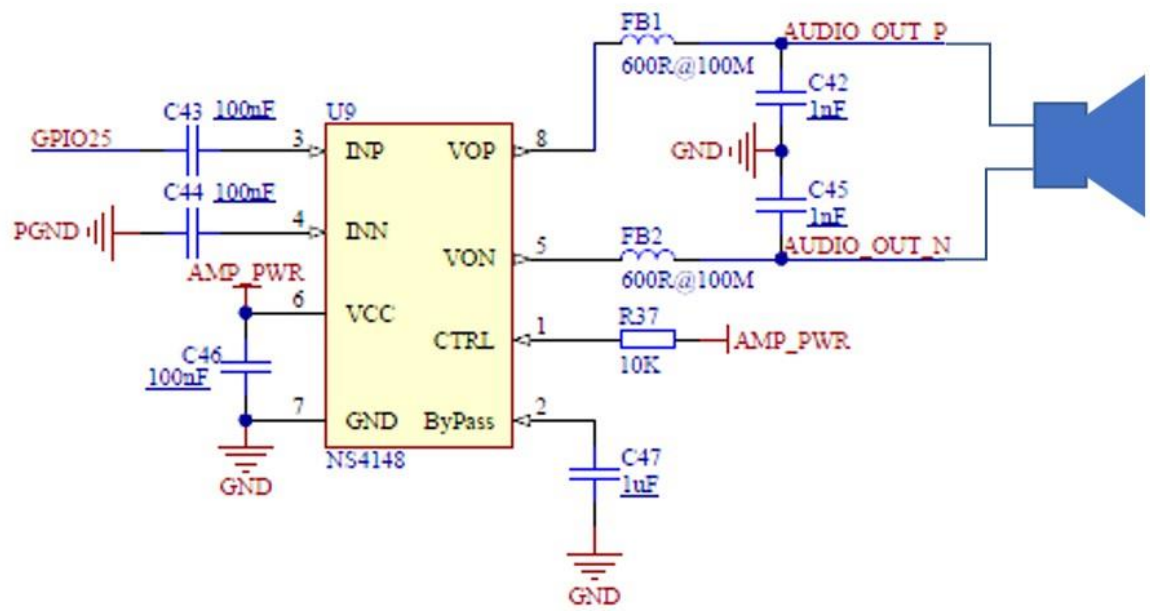 FB1
AUDIO_OUT_P
600R@100M
C42
1nF
C43 100nF
U9
GPIO25
3
INP
VOP
8
GND
C44 100nF
C45
1nF
PGND
4
INN
VON
5
FB2
AUDIO_OUT_N
600R@100M
AMP_PWR
6
VCC
R37
CTRL
1
AMP_PWR
10K
C46
100nF
7
GND
ByPass
2
NS4148
GND
C47
1uF
GND